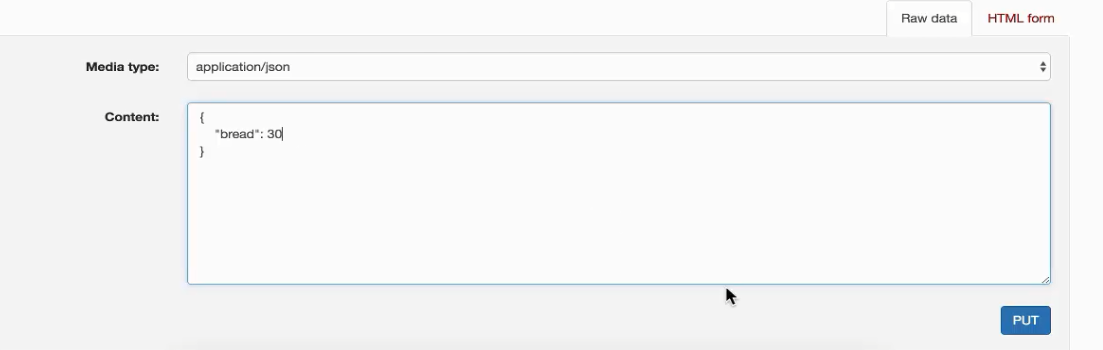 Raw data HTML form
Media type: application/json
Content: {
"bread": 30
}
PUT